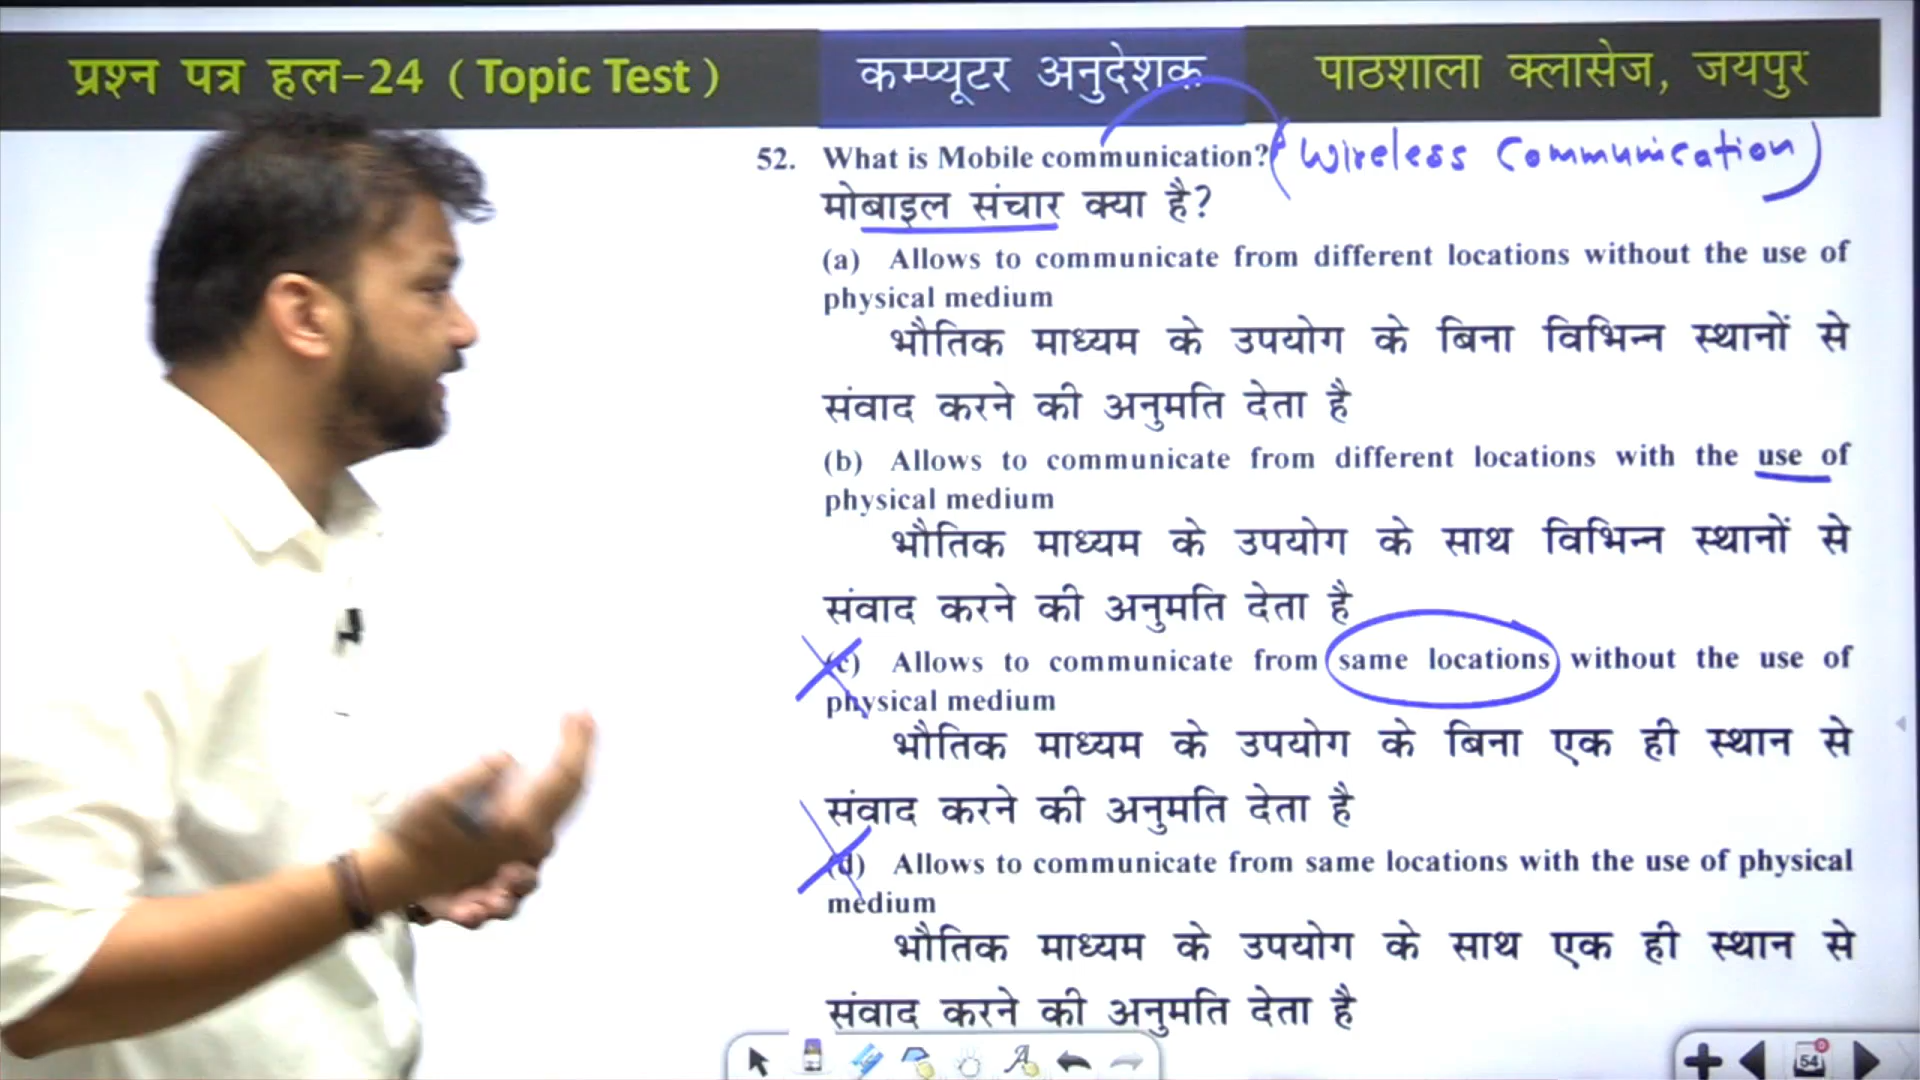 प्रश्न पत्र हल-24 ( Topic Test )
कम्प्यूटर अनुदेशक
पाठशाला क्लासेज, जयपुर
52. What is Mobile communication? (Wireless Communication)
मोबाइल संचार क्या है?
(a) Allows to communicate from different locations without the use of
physical medium
भौतिक माध्यम के उपयोग के बिना विभिन्न स्थानों से
संवाद करने की अनुमति देता है
(b) Allows to communicate from different locations with the use of
physical medium
भौतिक माध्यम के उपयोग के साथ विभिन्न स्थानों से
संवाद करने की अनुमति देता है
(c) Allows to communicate from same locations without the use of
physical medium
भौतिक माध्यम के उपयोग के बिना एक ही स्थान से
संवाद करने की अनुमति देता है
(d) Allows to communicate from same locations with the use of physical
medium
भौतिक माध्यम के उपयोग के साथ एक ही स्थान से
संवाद करने की अनुमति देता है
54